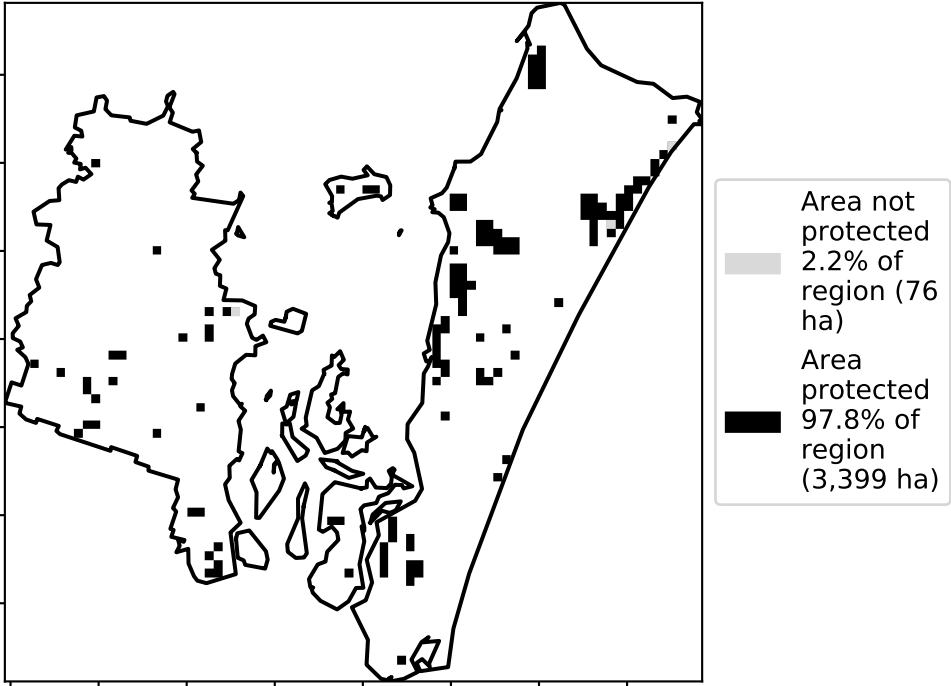 Area not
protected
2.2% of
region (76
ha)
Area
protected
97.8% of
region
(3,399 ha)